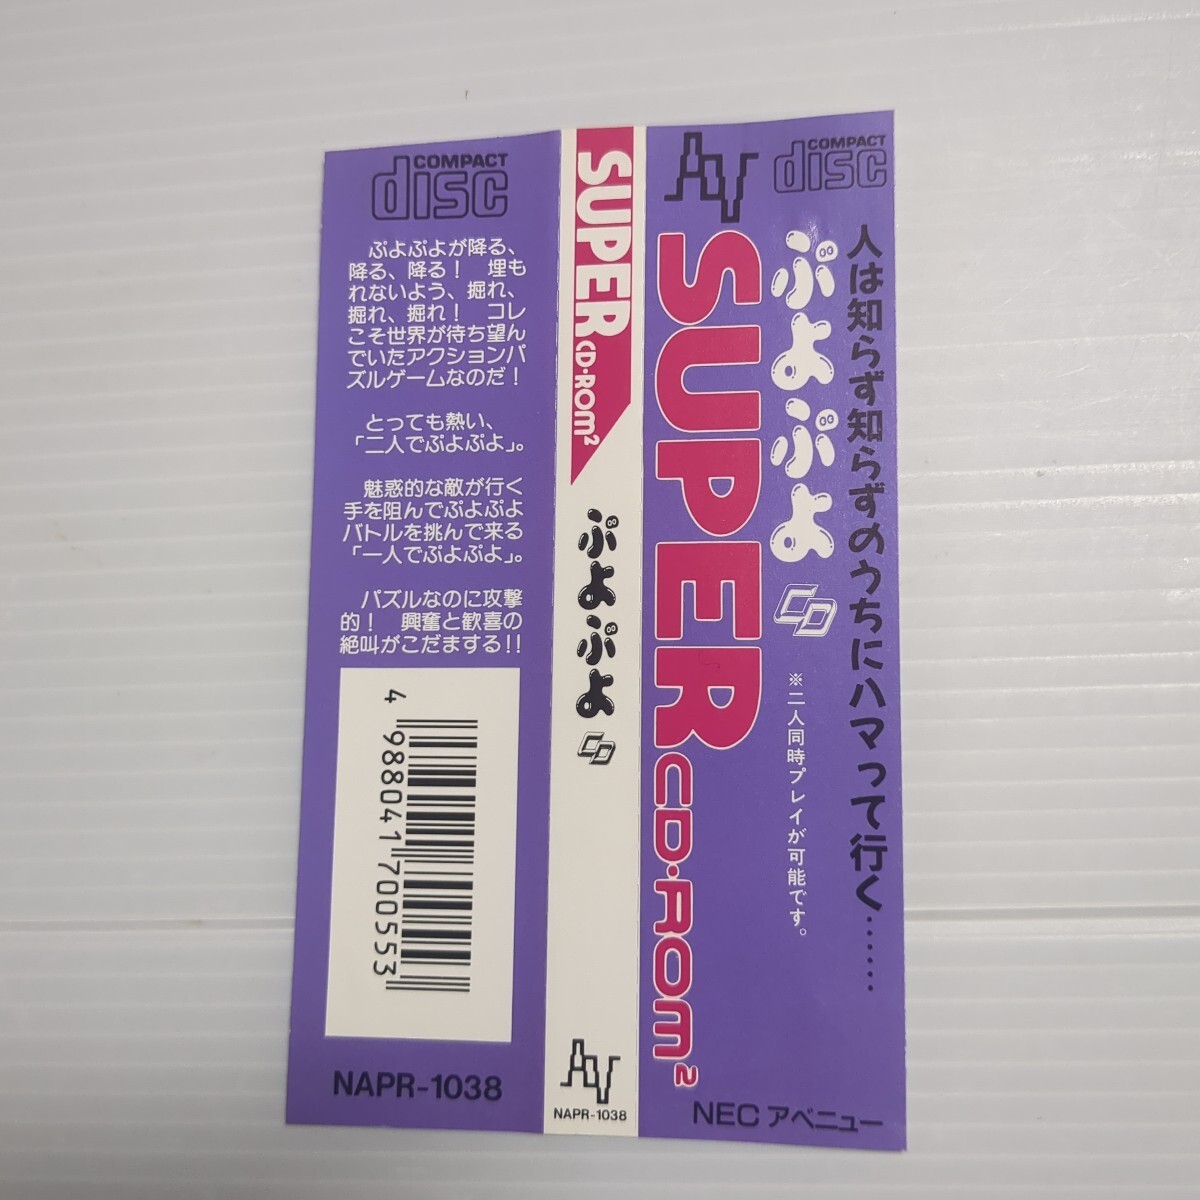 COMPACT
disc
ぷよぷよが降る、
降る、降る！　埋も
れないよう、掘れ、
掘れ、掘れ！　コレ
こそ世界が待ち望ん
でいたアクションパ
ズルゲームなのだ！
とっても熱い、
「二人でぷよぷよ」。
魅惑的な敵が行く
手を阻んでぷよぷよ
バトルを挑んで来る
「一人でぷよぷよ」。
パズルなのに攻撃
的！　興奮と歓喜の
絶叫がこだまする!!
4 988041 700553
NAPR-1038
SUPER CD・ROM²
ぷよぷよ CD
AV
NAPR-1038
人は知らず知らずのうちにハマって行く……
COMPACT
disc
ぷよぷよ CD
※二人同時プレイが可能です。
AV
SUPER CD・ROM²
NEC アベニュー